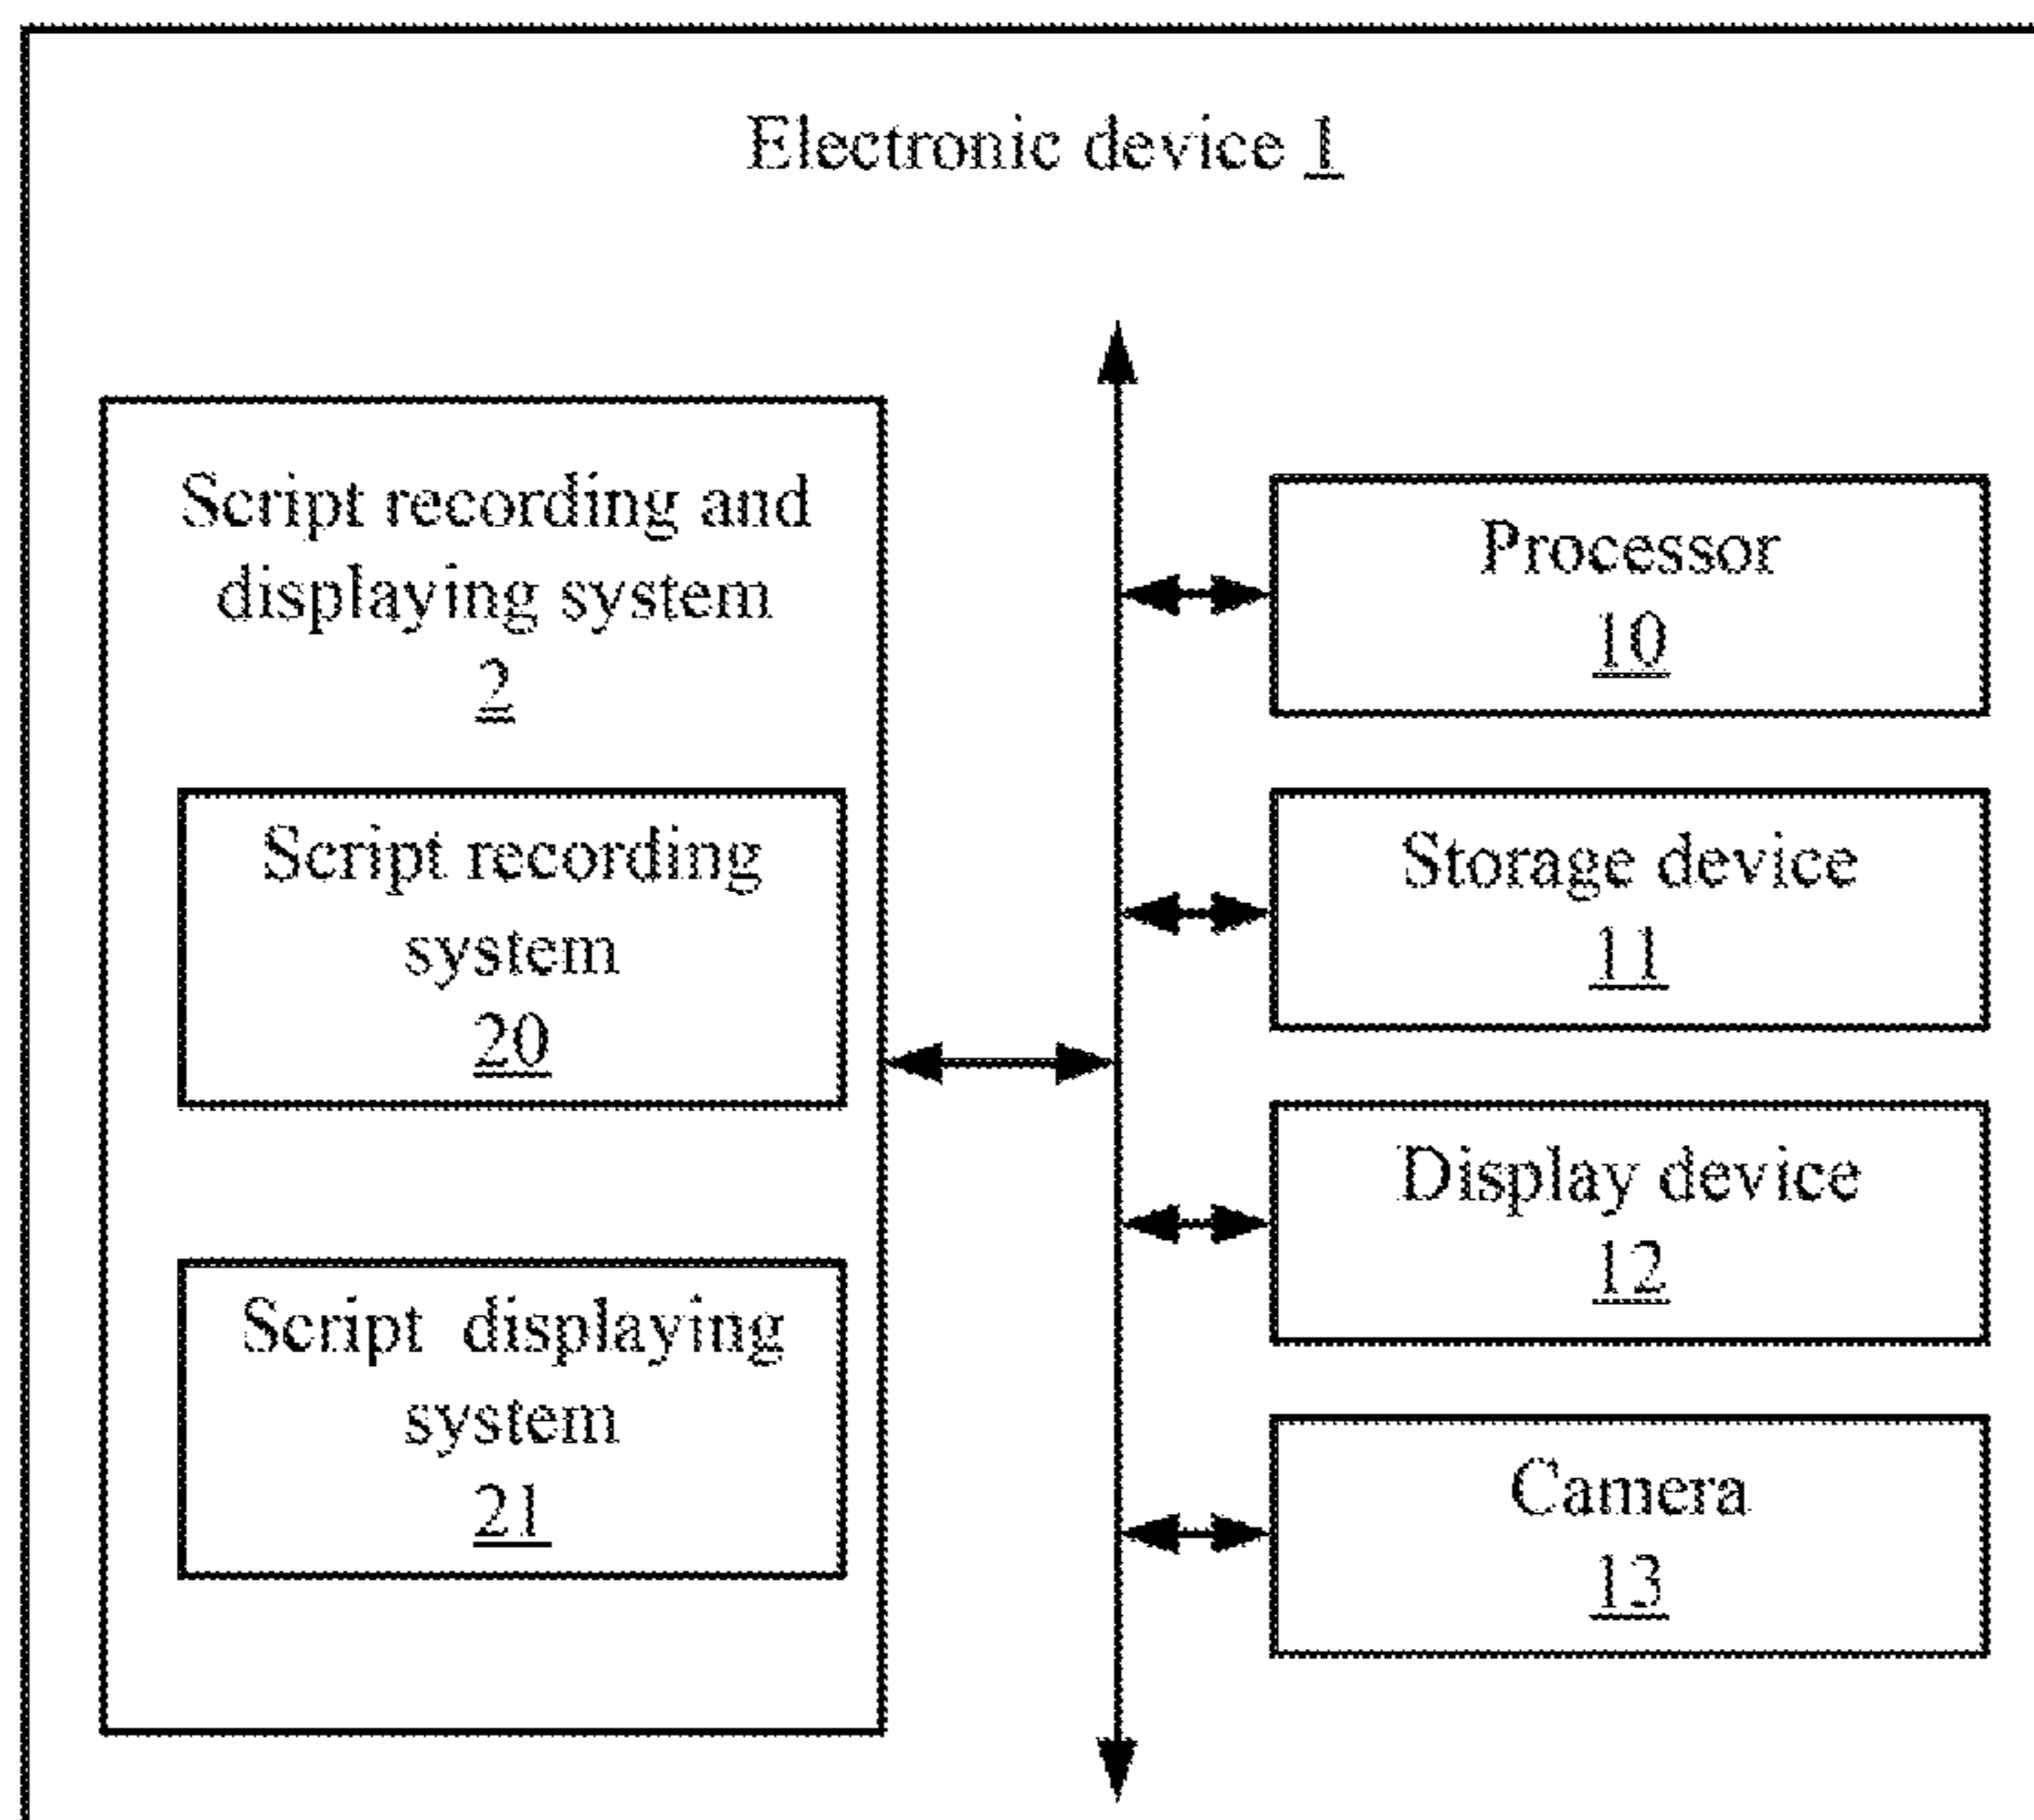 Electronic device 1
Script recording and
displaying system
2
Script recording
system
20
Script displaying
system
21
Processor
10
Storage device
11
Display device
12
Camera
13